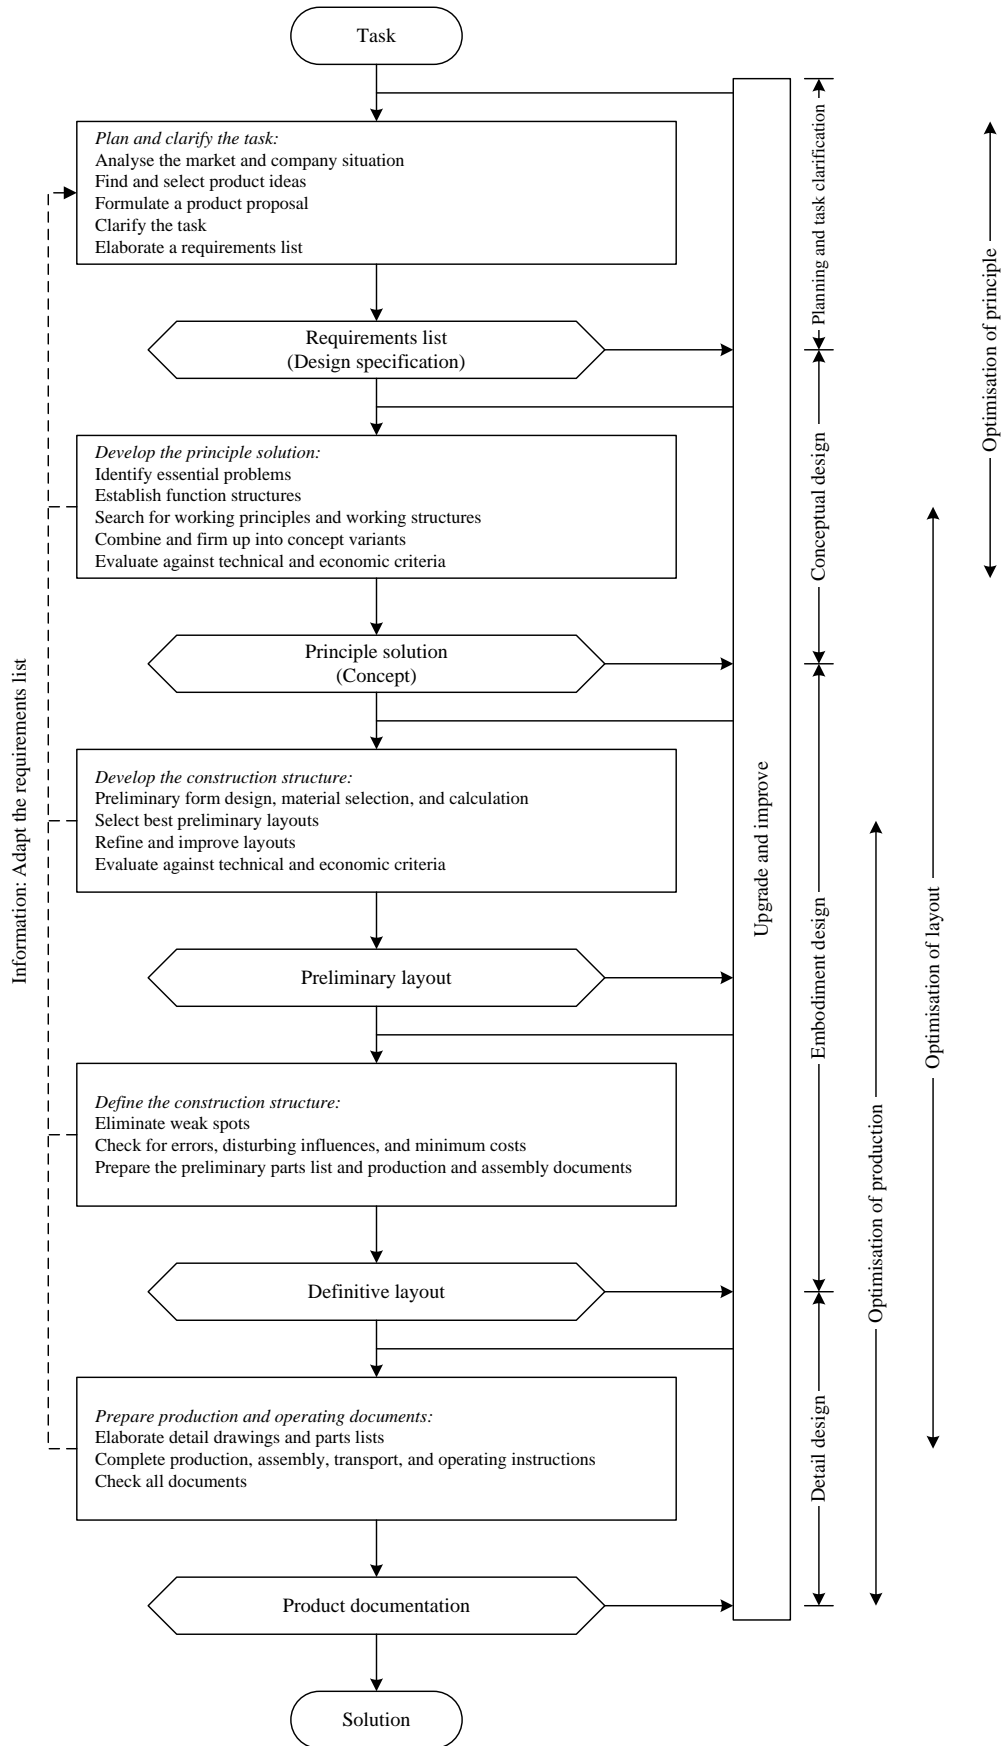 Task
Plan and clarify the task:
Analyse the market and company situation
Find and select product ideas
Formulate a product proposal
Clarify the task
Elaborate a requirements list
Requirements list
(Design specification)
Develop the principle solution:
Identify essential problems
Establish function structures
Search for working principles and working structures
Combine and firm up into concept variants
Evaluate against technical and economic criteria
Principle solution
(Concept)
Develop the construction structure:
Preliminary form design, material selection, and calculation
Select best preliminary layouts
Refine and improve layouts
Evaluate against technical and economic criteria
Preliminary layout
Define the construction structure:
Eliminate weak spots
Check for errors, disturbing influences, and minimum costs
Prepare the preliminary parts list and production and assembly documents
Definitive layout
Prepare production and operating documents:
Elaborate detail drawings and parts lists
Complete production, assembly, transport, and operating instructions
Check all documents
Product documentation
Solution
Information: Adapt the requirements list
Upgrade and improve
Planning and task clarification
Conceptual design
Embodiment design
Detail design
Optimisation of production
Optimisation of layout
Optimisation of principle